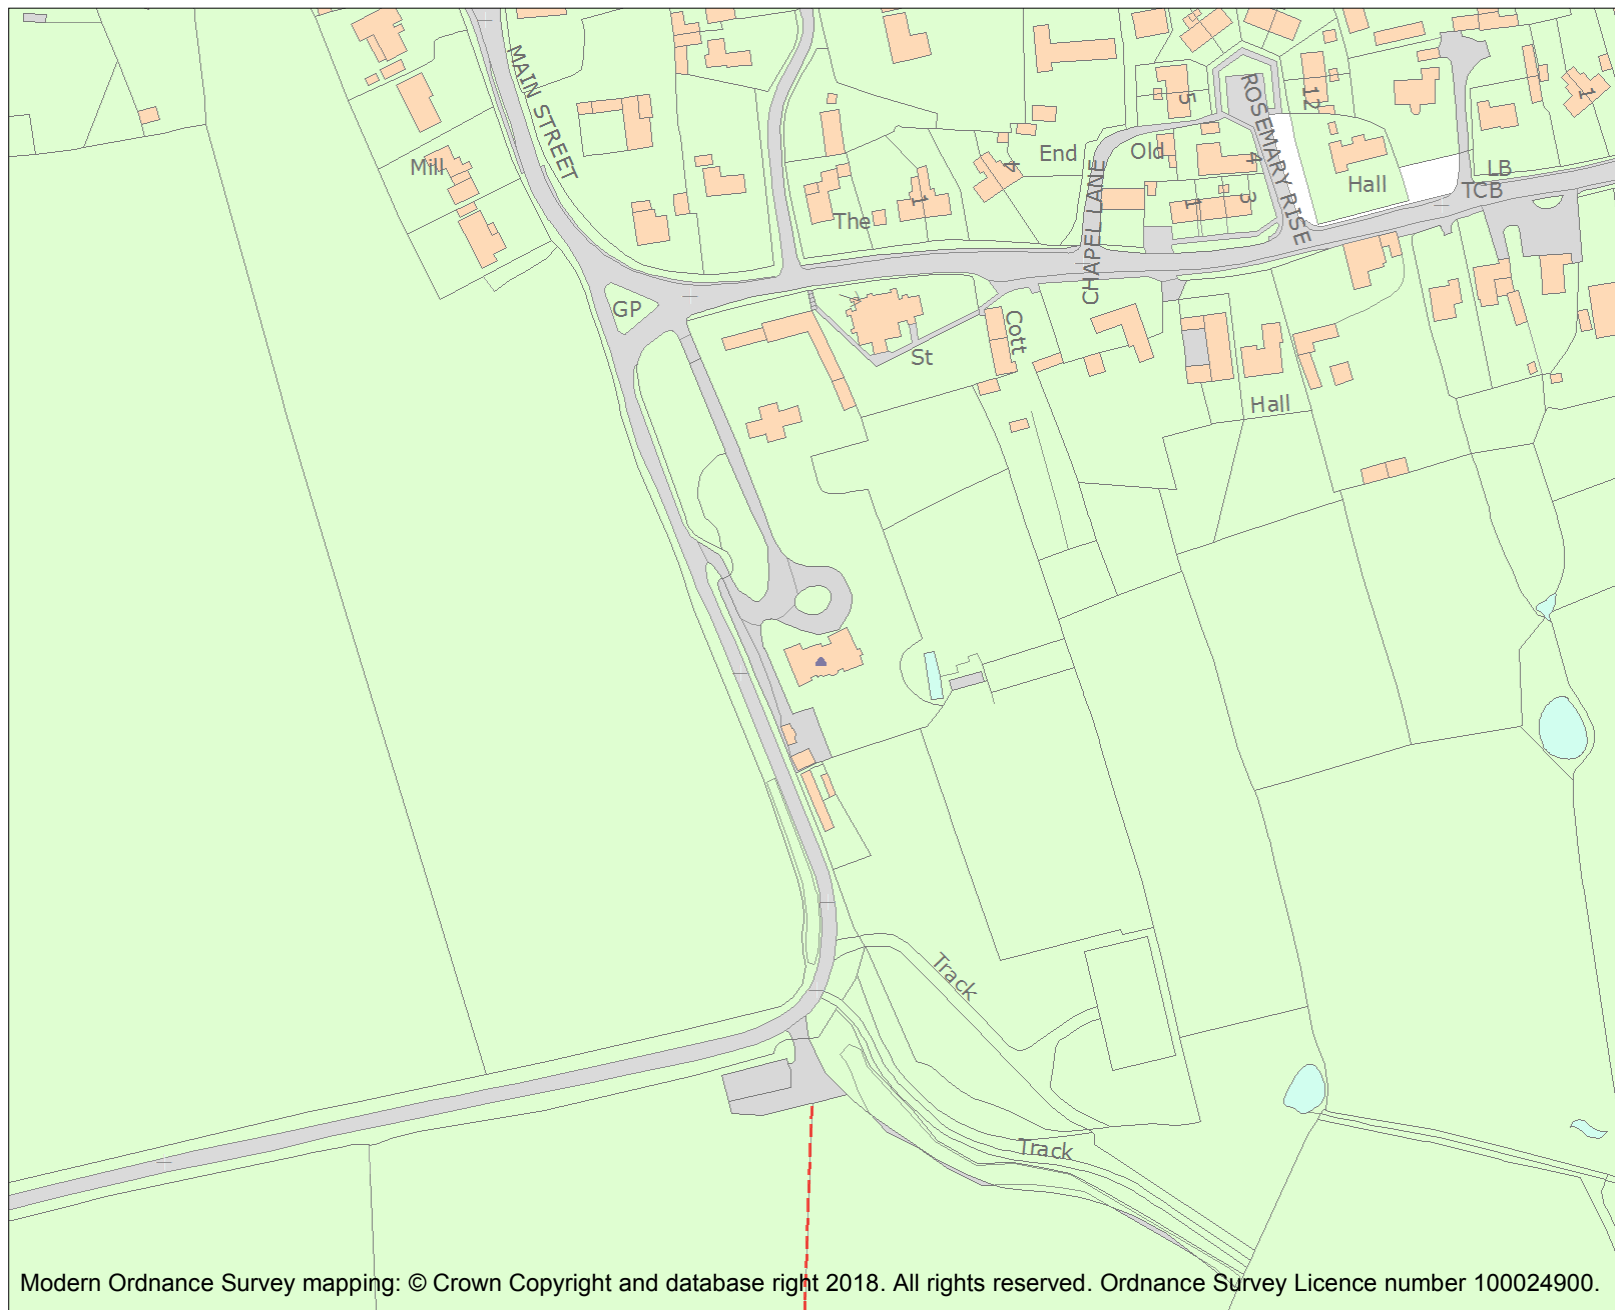 MAIN STREET
Mill
GP
The
1
4
End
Old
5
ROSEMARY RISE
12
1
4
3
1
CHAPEL LANE
Hall
LB
TCB
St
Cott
Hall
Track
Track
Modern Ordnance Survey mapping: © Crown Copyright and database right 2018. All rights reserved. Ordnance Survey Licence number 100024900.